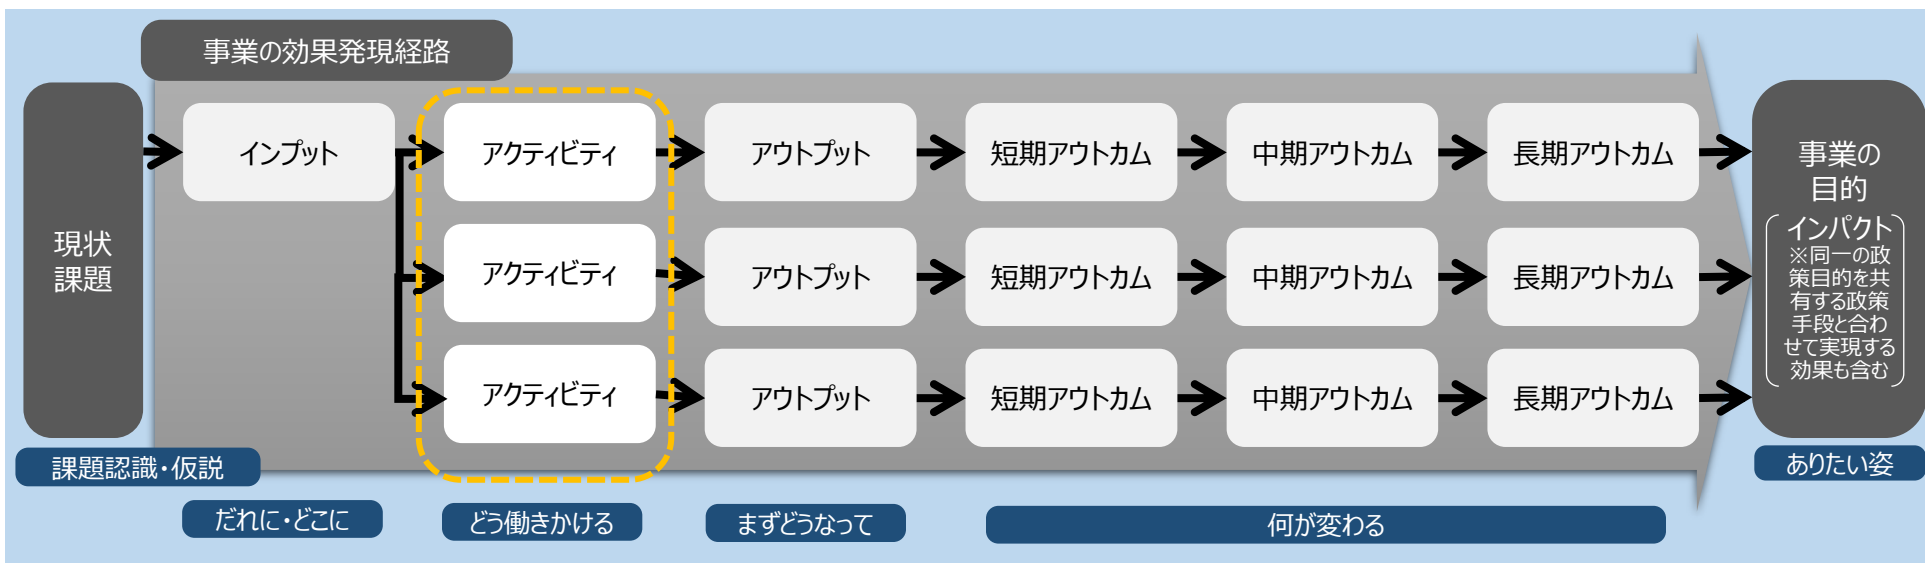 事業の効果発現経路
現状
課題
インプット
アクティビティ
アウトプット
短期アウトカム
中期アウトカム
長期アウトカム
アクティビティ
アウトプット
短期アウトカム
中期アウトカム
長期アウトカム
アクティビティ
アウトプット
短期アウトカム
中期アウトカム
長期アウトカム
事業の
目的
インパクト
※同一の政
策目的を共
有する政策
手段と合わ
せて実現する
効果も含む
課題認識・仮説
だれに・どこに
どう働きかける
まずどうなって
何が変わる
ありたい姿